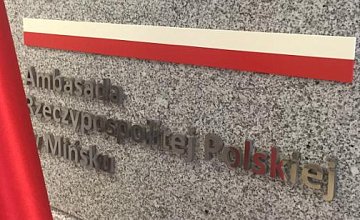 Ambasada
Rzeczypospolitej Polskiej
w Mińsku